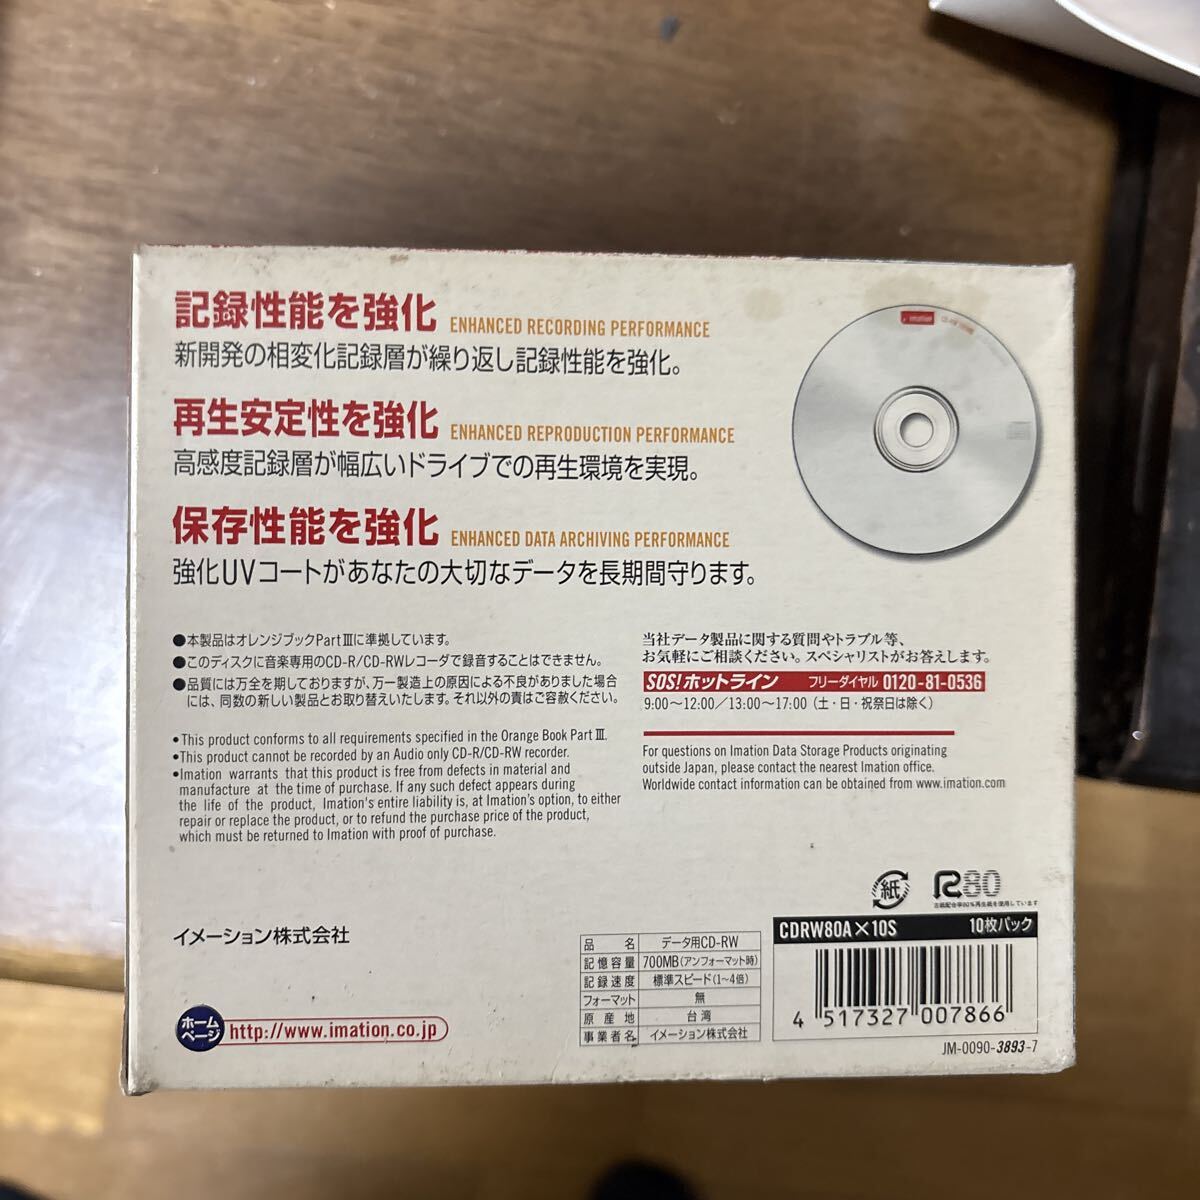 記録性能を強化 ENHANCED RECORDING PERFORMANCE
新開発の相変化記録層が繰り返し記録性能を強化。
再生安定性を強化 ENHANCED REPRODUCTION PERFORMANCE
高感度記録層が幅広いドライブでの再生環境を実現。
保存性能を強化 ENHANCED DATA ARCHIVING PERFORMANCE
強化UVコートがあなたの大切なデータを長期間守ります。
imation
●本製品はオレンジブックPartⅢに準拠しています。
●このディスクに音楽専用のCD-R/CD-RWレコーダで録音することはできません。
●品質には万全を期しておりますが、万一製造上の原因による不良がありました場合
には、同数の新しい製品とお取り替えいたします。それ以外の責はご容赦ください。
•This product conforms to all requirements specified in the Orange Book Part Ⅲ.
•This product cannot be recorded by an Audio only CD-R/CD-RW recorder.
•Imation warrants that this product is free from defects in material and
manufacture at the time of purchase. If any such defect appears during
the life of the product, Imation's entire liability is, at Imation's option, to either
repair or replace the product, or to refund the purchase price of the product,
which must be returned to Imation with proof of purchase.
当社データ製品に関する質問やトラブル等、
お気軽にご相談ください。スペシャリストがお答えします。
SOS!ホットライン フリーダイヤル 0120-81-0536
9:00〜12:00/13:00〜17:00（土・日・祝祭日は除く）
For questions on Imation Data Storage Products originating
outside Japan, please contact the nearest Imation office.
Worldwide contact information can be obtained from www.imation.com
紙
R80
古紙配合率80%再生紙を使用しています
イメーション株式会社
ホームページ http://www.imation.co.jp
品名 データ用CD-RW
記憶容量 700MB(アンフォーマット時)
記録速度 標準スピード(1〜4倍)
フォーマット 無
原産地 台湾
事業者名 イメーション株式会社
CDRW80A×10S 10枚パック
4 517327 007866
JM-0090-3893-7